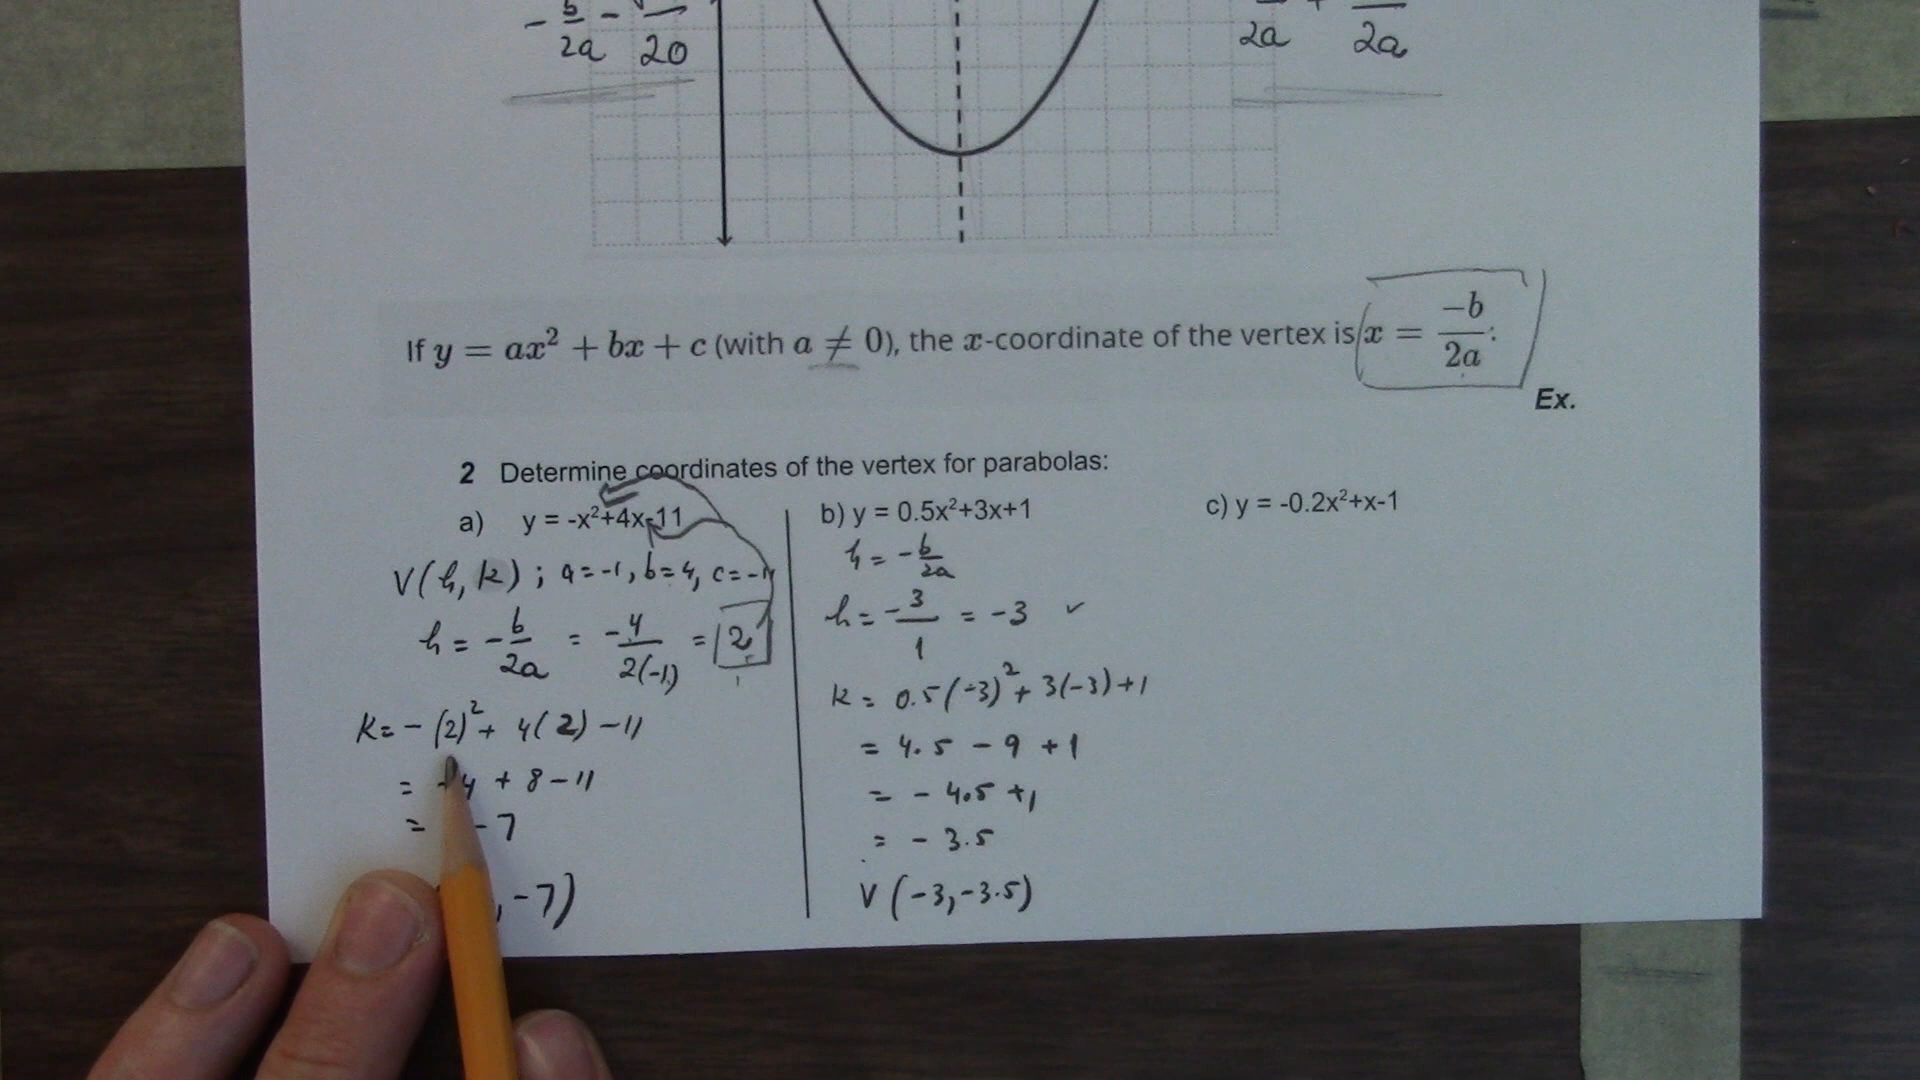 - b/2a - /20
2a + /2a
If y = ax² + bx + c (with a ≠ 0), the x-coordinate of the vertex is x = -b/2a:
Ex.
2 Determine coordinates of the vertex for parabolas:
a) y = -x²+4x-11
V(h, k) ; a=-1, b=4, c=-11
h = - b/2a = -4/2(-1) = 2
k = -(2)² + 4(2) - 11
= -4 + 8 - 11
= -7
, -7)
b) y = 0.5x²+3x+1
h = - b/2a
h = - 3/1 = -3 ✓
k = 0.5(-3)² + 3(-3) + 1
= 4.5 - 9 + 1
= - 4.5 + 1
= - 3.5
V (-3, -3.5)
c) y = -0.2x²+x-1